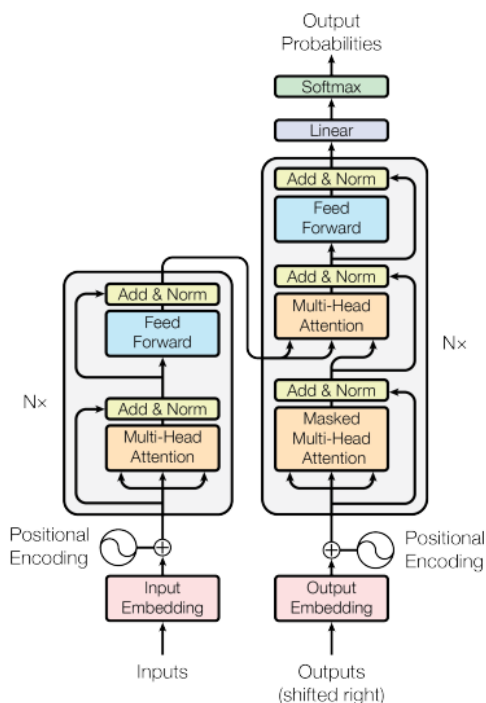 Output
Probabilities
Softmax
Linear
Add & Norm
Feed
Forward
Add & Norm
Multi-Head
Attention
Nx
Add & Norm
Masked
Multi-Head
Attention
Positional
Encoding
Output
Embedding
Outputs
(shifted right)
Add & Norm
Feed
Forward
Nx
Add & Norm
Multi-Head
Attention
Positional
Encoding
Input
Embedding
Inputs